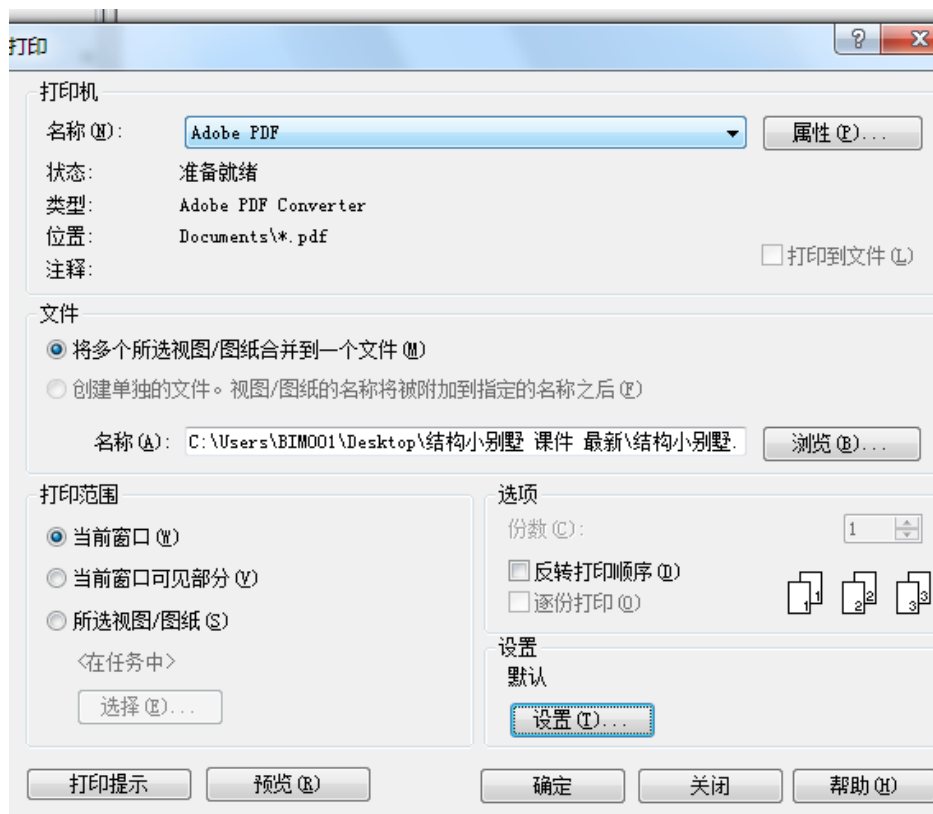 打印
打印机
名称(N):
Adobe PDF
属性(P)...
状态:
准备就绪
类型:
Adobe PDF Converter
位置:
Documents\*.pdf
注释:
打印到文件(L)
文件
将多个所选视图/图纸合并到一个文件(M)
创建单独的文件。视图/图纸的名称将被附加到指定的名称之后(F)
名称(A):
C:\Users\BIM001\Desktop\结构小别墅 课件 最新\结构小别墅.
浏览(B)...
打印范围
当前窗口(W)
当前窗口可见部分(V)
所选视图/图纸(S)
<在任务中>
选择(E)...
选项
份数(C):
1
反转打印顺序(D)
逐份打印(O)
1 1 2 2 3 3
设置
默认
设置(T)...
打印提示
预览(R)
确定
关闭
帮助(H)